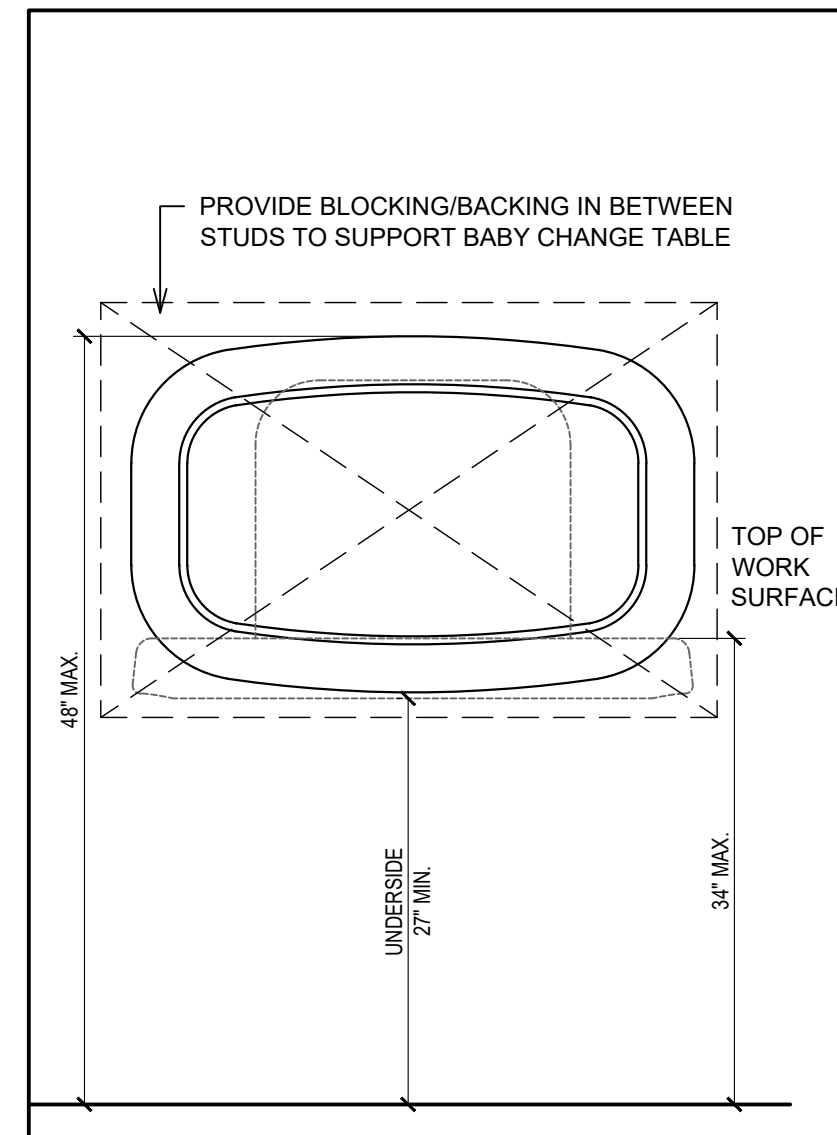 PROVIDE BLOCKING/BACKING IN BETWEEN
STUDS TO SUPPORT BABY CHANGE TABLE
TOP OF
WORK
SURFAC
48" MAX.
UNDERSIDE
27" MIN.
34" MAX.